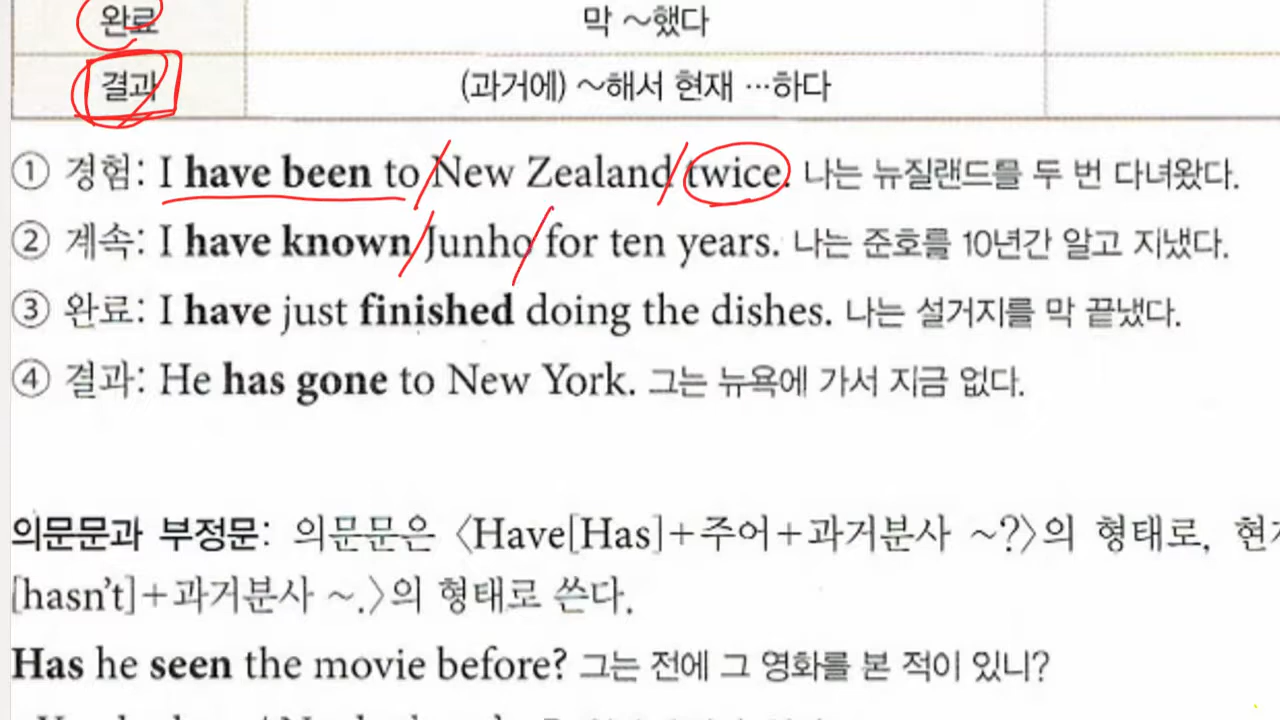 완료 막 ~했다
결과 (과거에) ~해서 현재 …하다
① 경험: I have been to New Zealand twice. 나는 뉴질랜드를 두 번 다녀왔다.
② 계속: I have known Junho for ten years. 나는 준호를 10년간 알고 지냈다.
③ 완료: I have just finished doing the dishes. 나는 설거지를 막 끝냈다.
④ 결과: He has gone to New York. 그는 뉴욕에 가서 지금 없다.
의문문과 부정문: 의문문은 〈Have[Has]+주어+과거분사 ~?〉의 형태로, 현
[hasn't]+과거분사 ~.〉의 형태로 쓴다.
Has he seen the movie before? 그는 전에 그 영화를 본 적이 있니?